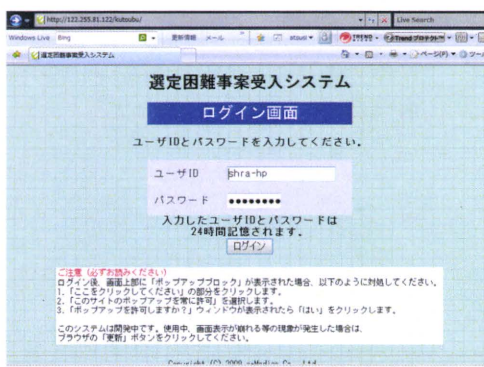 http://122.255.81.122/kutsubu/
Live Search
Windows Live Bing 更新情報 メール
選定困難事案受入システム
ページ(P)
選定困難事案受入システム
ログイン画面
ユーザIDとパスワードを入力してください。
ユーザID shra-hp
パスワード ●●●●●●●●
入力したユーザIDとパスワードは
24時間記憶されます。
ログイン
ご注意（必ずお読みください）
ログイン後、画面上部に「ポップアップブロック」が表示された場合、以下のように対処してください。
1.「ここをクリックしてください」の部分をクリックします。
2.「このサイトのポップアップを常に許可」を選択します。
3.「ポップアップを許可しますか？」ウィンドウが表示されたら「はい」をクリックします。
このシステムは開発中です。使用中、画面表示が崩れる等の現象が発生した場合は、
ブラウザの「更新」ボタンをクリックしてください。